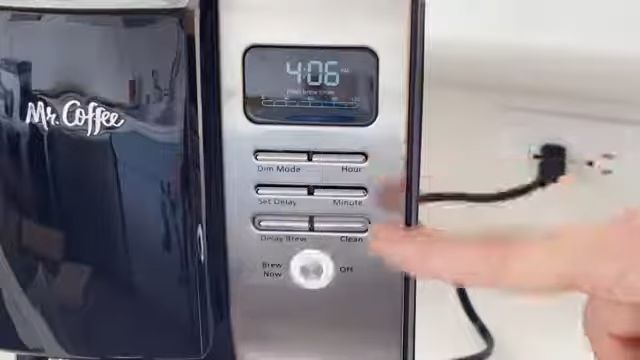 Mr. Coffee
4:06
Dim Mode Hour
Set Delay Minute
Delay Brew Clean
Brew Now Off